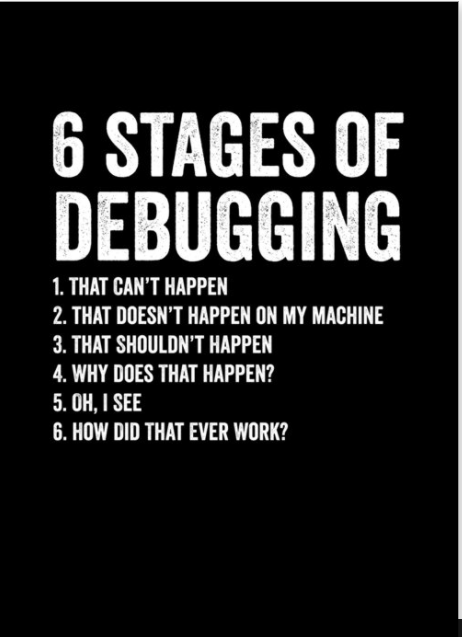 6 STAGES OF
DEBUGGING
1. THAT CAN'T HAPPEN
2. THAT DOESN'T HAPPEN ON MY MACHINE
3. THAT SHOULDN'T HAPPEN
4. WHY DOES THAT HAPPEN?
5. OH, I SEE
6. HOW DID THAT EVER WORK?